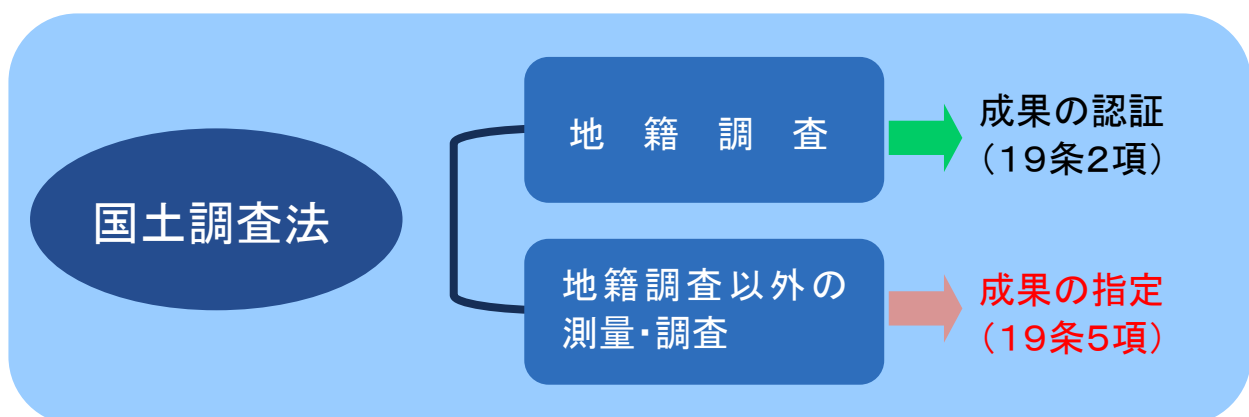 国土調査法
地籍調査
成果の認証
（１９条２項）
地籍調査以外の
測量・調査
成果の指定
（１９条５項）